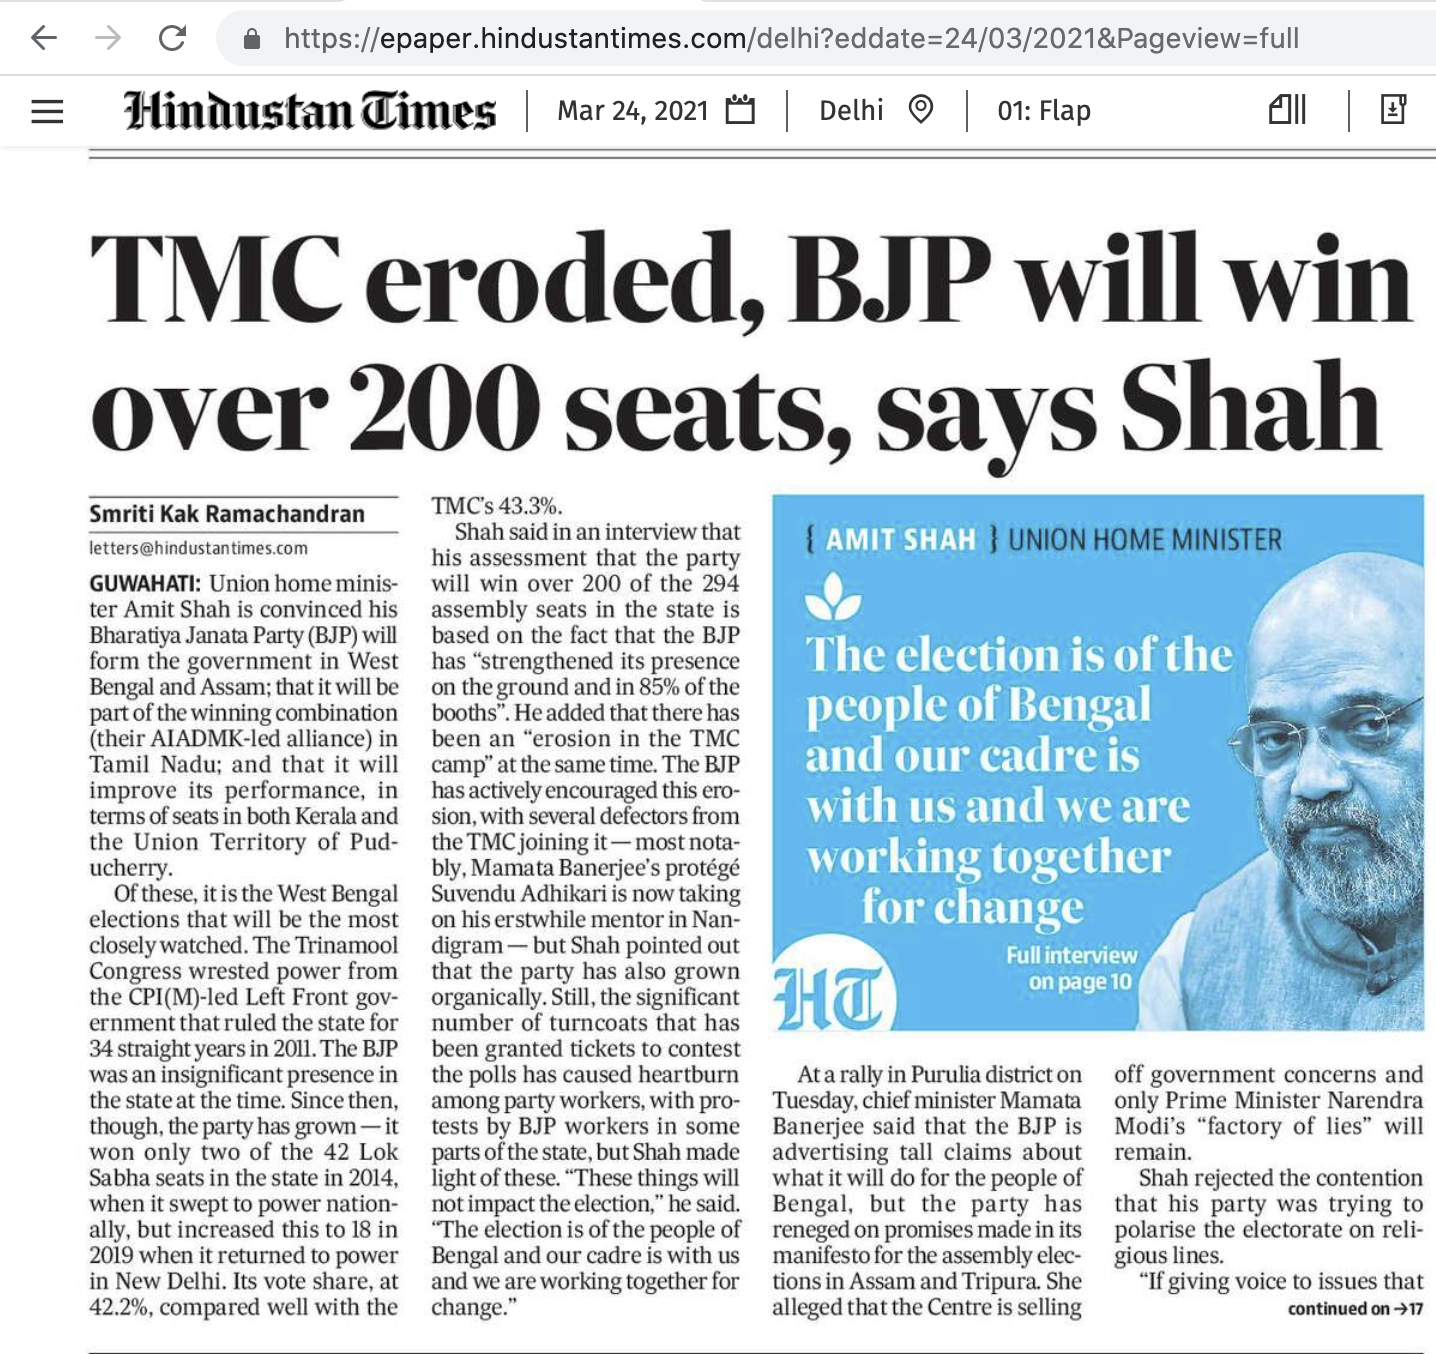 https://epaper.hindustantimes.com/delhi?eddate=24/03/2021&Pageview=full
Hindustan Times
Mar 24, 2021
Delhi
01: Flap
TMC eroded, BJP will win
over 200 seats, says Shah
Smriti Kak Ramachandran
letters@hindustantimes.com
GUWAHATI: Union home minis-
ter Amit Shah is convinced his
Bharatiya Janata Party (BJP) will
form the government in West
Bengal and Assam; that it will be
part of the winning combination
(their AIADMK-led alliance) in
Tamil Nadu; and that it will
improve its performance, in
terms of seats in both Kerala and
the Union Territory of Pud-
ucherry.
Of these, it is the West Bengal
elections that will be the most
closely watched. The Trinamool
Congress wrested power from
the CPI(M)-led Left Front gov-
ernment that ruled the state for
34 straight years in 2011. The BJP
was an insignificant presence in
the state at the time. Since then,
though, the party has grown — it
won only two of the 42 Lok
Sabha seats in the state in 2014,
when it swept to power nation-
ally, but increased this to 18 in
2019 when it returned to power
in New Delhi. Its vote share, at
42.2%, compared well with the
TMC's 43.3%.
Shah said in an interview that
his assessment that the party
will win over 200 of the 294
assembly seats in the state is
based on the fact that the BJP
has “strengthened its presence
on the ground and in 85% of the
booths”. He added that there has
been an “erosion in the TMC
camp” at the same time. The BJP
has actively encouraged this ero-
sion, with several defectors from
the TMC joining it — most nota-
bly, Mamata Banerjee's protégé
Suvendu Adhikari is now taking
on his erstwhile mentor in Nan-
digram — but Shah pointed out
that the party has also grown
organically. Still, the significant
number of turncoats that has
been granted tickets to contest
the polls has caused heartburn
among party workers, with pro-
tests by BJP workers in some
parts of the state, but Shah made
light of these. “These things will
not impact the election,” he said.
“The election is of the people of
Bengal and our cadre is with us
and we are working together for
change.”
{ AMIT SHAH } UNION HOME MINISTER
The election is of the
people of Bengal
and our cadre is
with us and we are
working together
for change
Full interview
on page 10
HT
At a rally in Purulia district on
Tuesday, chief minister Mamata
Banerjee said that the BJP is
advertising tall claims about
what it will do for the people of
Bengal, but the party has
reneged on promises made in its
manifesto for the assembly elec-
tions in Assam and Tripura. She
alleged that the Centre is selling
off government concerns and
only Prime Minister Narendra
Modi's “factory of lies” will
remain.
Shah rejected the contention
that his party was trying to
polarise the electorate on reli-
gious lines.
“If giving voice to issues that
continued on →17